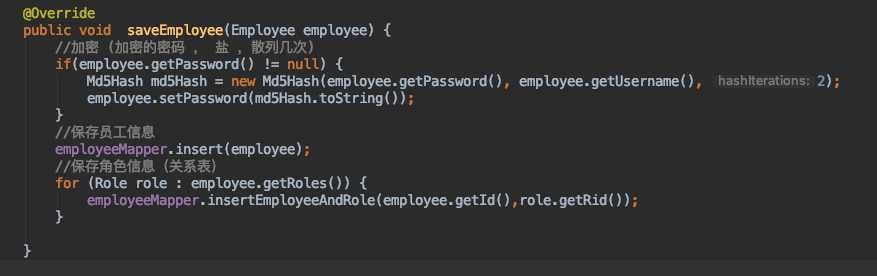 @Override
public void  saveEmployee(Employee employee) {
//加密（加密的密码 ， 盐 ，散列几次）
if(employee.getPassword() != null) {
Md5Hash md5Hash = new Md5Hash(employee.getPassword(), employee.getUsername(), hashIterations: 2);
employee.setPassword(md5Hash.toString());
}
//保存员工信息
employeeMapper.insert(employee);
//保存角色信息（关系表）
for (Role role : employee.getRoles()) {
employeeMapper.insertEmployeeAndRole(employee.getId(),role.getRid());
}
}